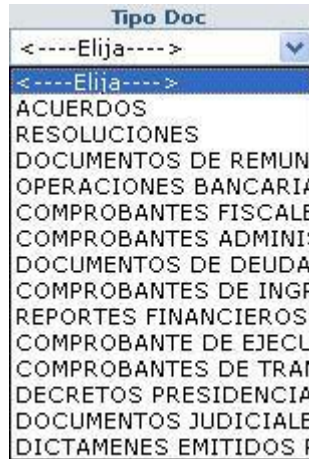 Tipo Doc
<----Elija---->
<----Elija---->
ACUERDOS
RESOLUCIONES
DOCUMENTOS DE REMUN
OPERACIONES BANCARIA
COMPROBANTES FISCALE
COMPROBANTES ADMINIS
DOCUMENTOS DE DEUDA
COMPROBANTES DE INGR
REPORTES FINANCIEROS
COMPROBANTE DE EJECU
COMPROBANTES DE TRAN
DECRETOS PRESIDENCIA
DOCUMENTOS JUDICIALE
DICTAMENES EMITIDOS P